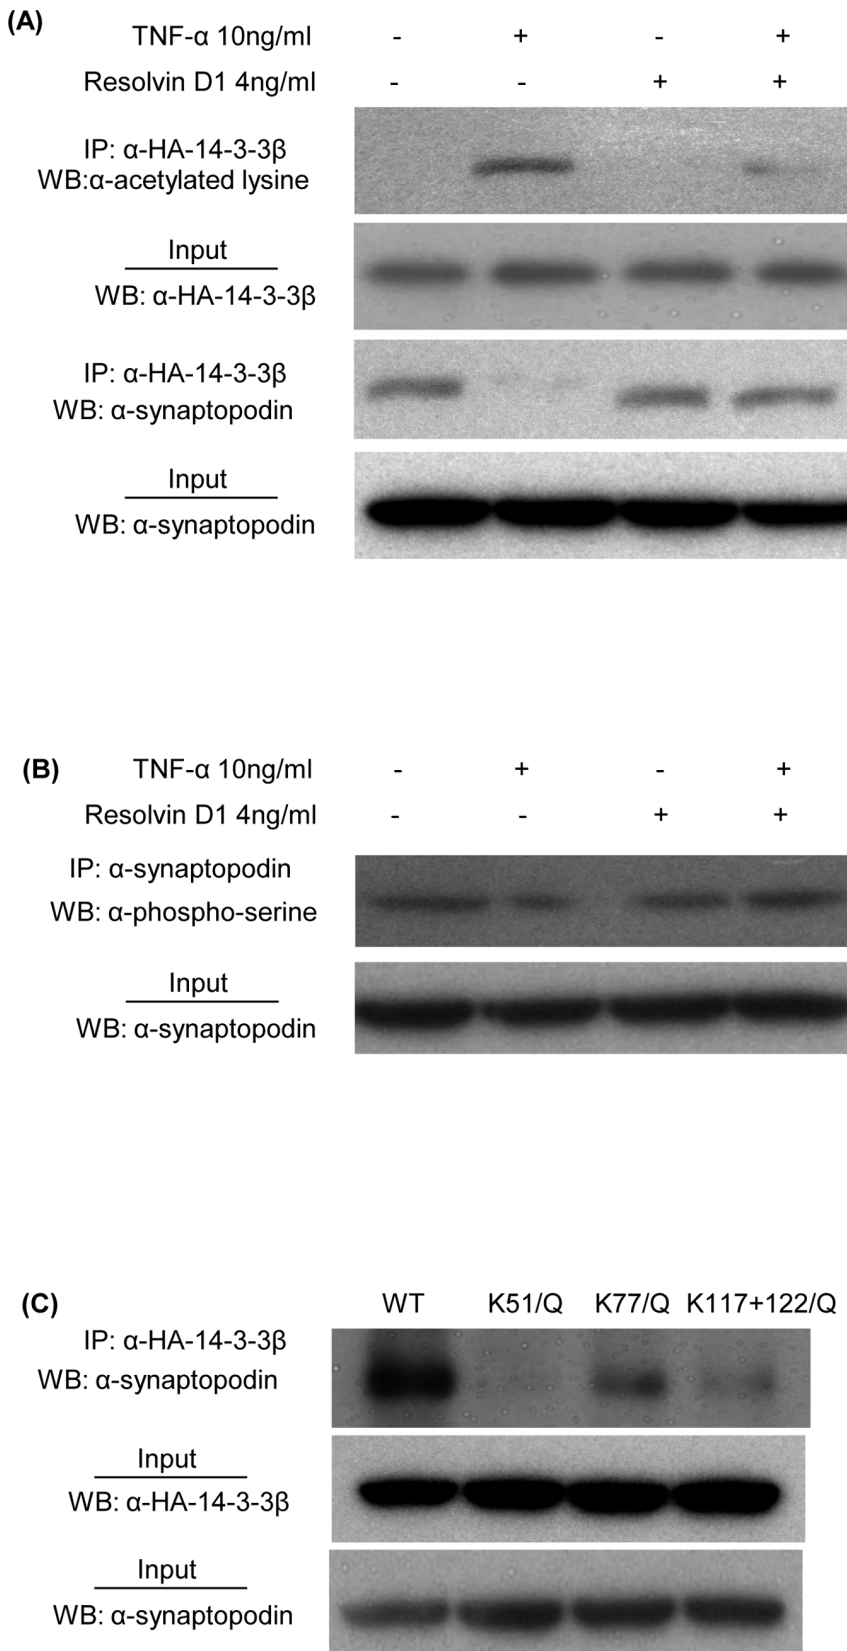 (A)
TNF-α 10ng/ml - + - +
Resolvin D1 4ng/ml - - + +
IP: α-HA-14-3-3β
WB:α-acetylated lysine
Input
WB: α-HA-14-3-3β
IP: α-HA-14-3-3β
WB: α-synaptopodin
Input
WB: α-synaptopodin
(B) TNF-α 10ng/ml - + - +
Resolvin D1 4ng/ml - - + +
IP: α-synaptopodin
WB: α-phospho-serine
Input
WB: α-synaptopodin
(C) WT K51/Q K77/Q K117+122/Q
IP: α-HA-14-3-3β
WB: α-synaptopodin
Input
WB: α-HA-14-3-3β
Input
WB: α-synaptopodin